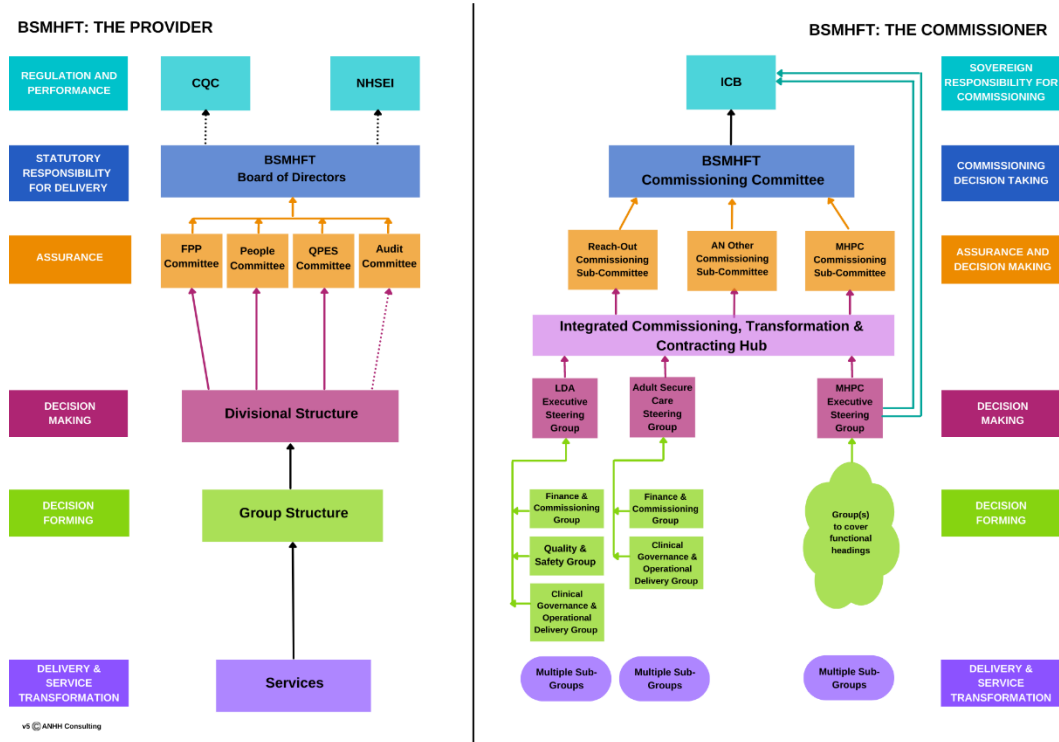 BSMHFT: THE PROVIDER
REGULATION AND
PERFORMANCE
CQC
NHSEI
STATUTORY
RESPONSIBILITY
FOR DELIVERY
BSMHFT
Board of Directors
ASSURANCE
FPP
Committee
People
Committee
QPES
Committee
Audit
Committee
DECISION
MAKING
Divisional Structure
DECISION
FORMING
Group Structure
DELIVERY &
SERVICE
TRANSFORMATION
Services
v5 © ANHH Consulting
BSMHFT: THE COMMISSIONER
ICB
SOVEREIGN
RESPONSIBILITY FOR
COMMISSIONING
BSMHFT
Commissioning Committee
COMMISSIONING
DECISION TAKING
Reach-Out
Commissioning
Sub-Committee
AN Other
Commissioning
Sub-Committee
MHPC
Commissioning
Sub-Committee
ASSURANCE AND
DECISION MAKING
Integrated Commissioning, Transformation &
Contracting Hub
LDA
Executive
Steering
Group
Adult Secure
Care
Steering
Group
MHPC
Executive
Steering
Group
DECISION
MAKING
Finance &
Commissioning
Group
Quality &
Safety Group
Clinical
Governance &
Operational
Delivery Group
Finance &
Commissioning
Group
Clinical
Governance &
Operational
Delivery Group
Group(s)
to cover
functional
headings
DECISION
FORMING
Multiple Sub-
Groups
Multiple Sub-
Groups
Multiple Sub-
Groups
DELIVERY &
SERVICE
TRANSFORMATION